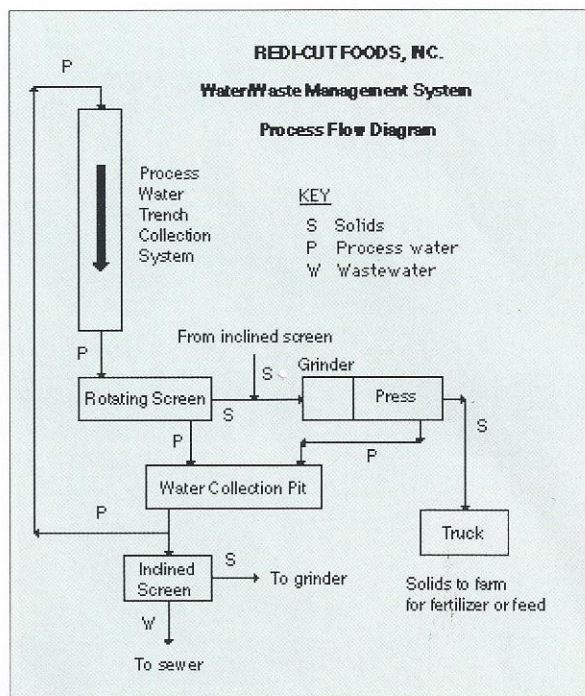 REDI-CUT FOODS, INC.
Water/Waste Management System
Process Flow Diagram
P
Process
Water
Trench
Collection
System
KEY
S Solids
P Process water
W Wastewater
From inclined screen
P
S
Grinder
Rotating Screen
S
Press
S
P
P
Water Collection Pit
P
Truck
Inclined
Screen
S
To grinder
Solids to farm
for fertilizer or feed
W
To sewer